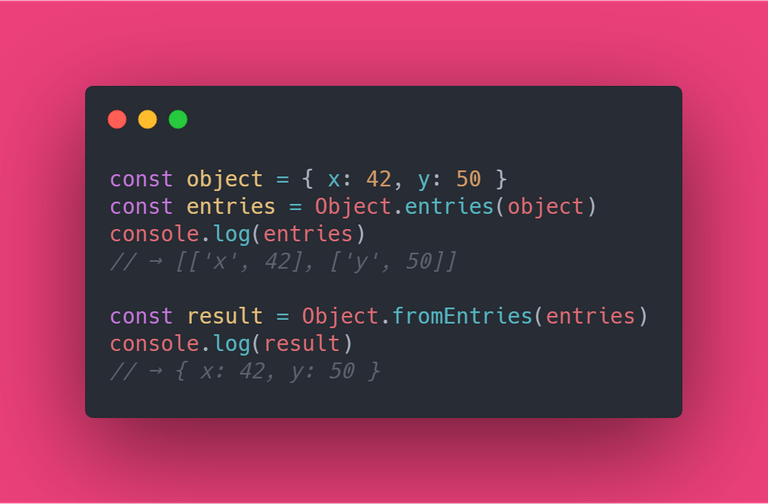 const object = { x: 42, y: 50 }
const entries = Object.entries(object)
console.log(entries)
// → [['x', 42], ['y', 50]]
const result = Object.fromEntries(entries)
console.log(result)
// → { x: 42, y: 50 }